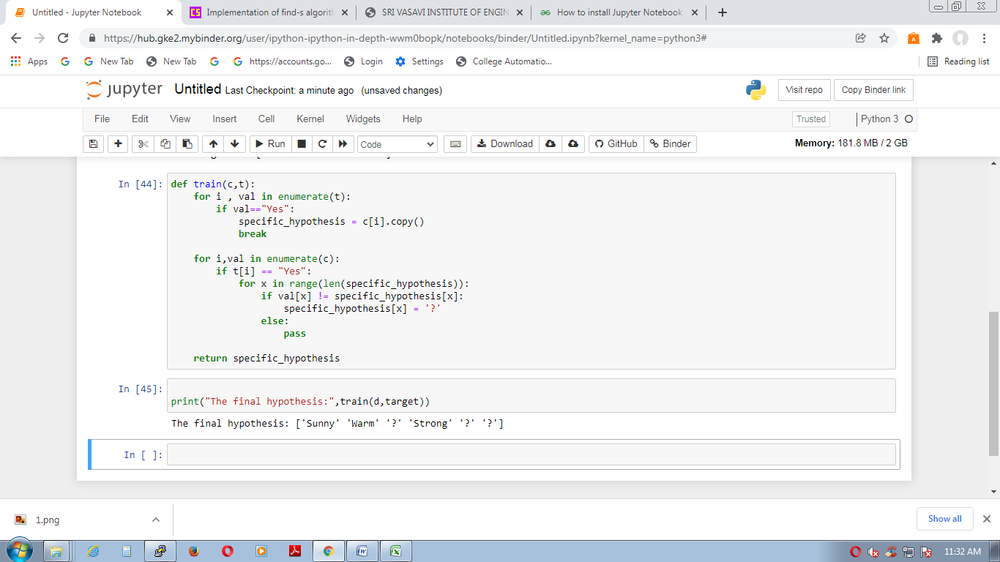 Untitled - Jupyter Notebook
Implementation of find-s algorith
SRI VASAVI INSTITUTE OF ENGIN
How to install Jupyter Notebook
https://hub.gke2.mybinder.org/user/ipython-ipython-in-depth-wwm0bopk/notebooks/binder/Untitled.ipynb?kernel_name=python3#
Apps New Tab New Tab https://accounts.go... Login Settings College Automatio... Reading list
jupyter Untitled Last Checkpoint: a minute ago (unsaved changes) Visit repo Copy Binder link
File Edit View Insert Cell Kernel Widgets Help Trusted Python 3
Run Code Download GitHub Binder Memory: 181.8 MB / 2 GB
In [44]: def train(c,t):
    for i , val in enumerate(t):
        if val=="Yes":
            specific_hypothesis = c[i].copy()
            break
    for i,val in enumerate(c):
        if t[i] == "Yes":
            for x in range(len(specific_hypothesis)):
                if val[x] != specific_hypothesis[x]:
                    specific_hypothesis[x] = '?'
                else:
                    pass
    return specific_hypothesis
In [45]:
print("The final hypothesis:",train(d,target))
The final hypothesis: ['Sunny' 'Warm' '?' 'Strong' '?' '?']
In [ ]:
1.png Show all
11:32 AM